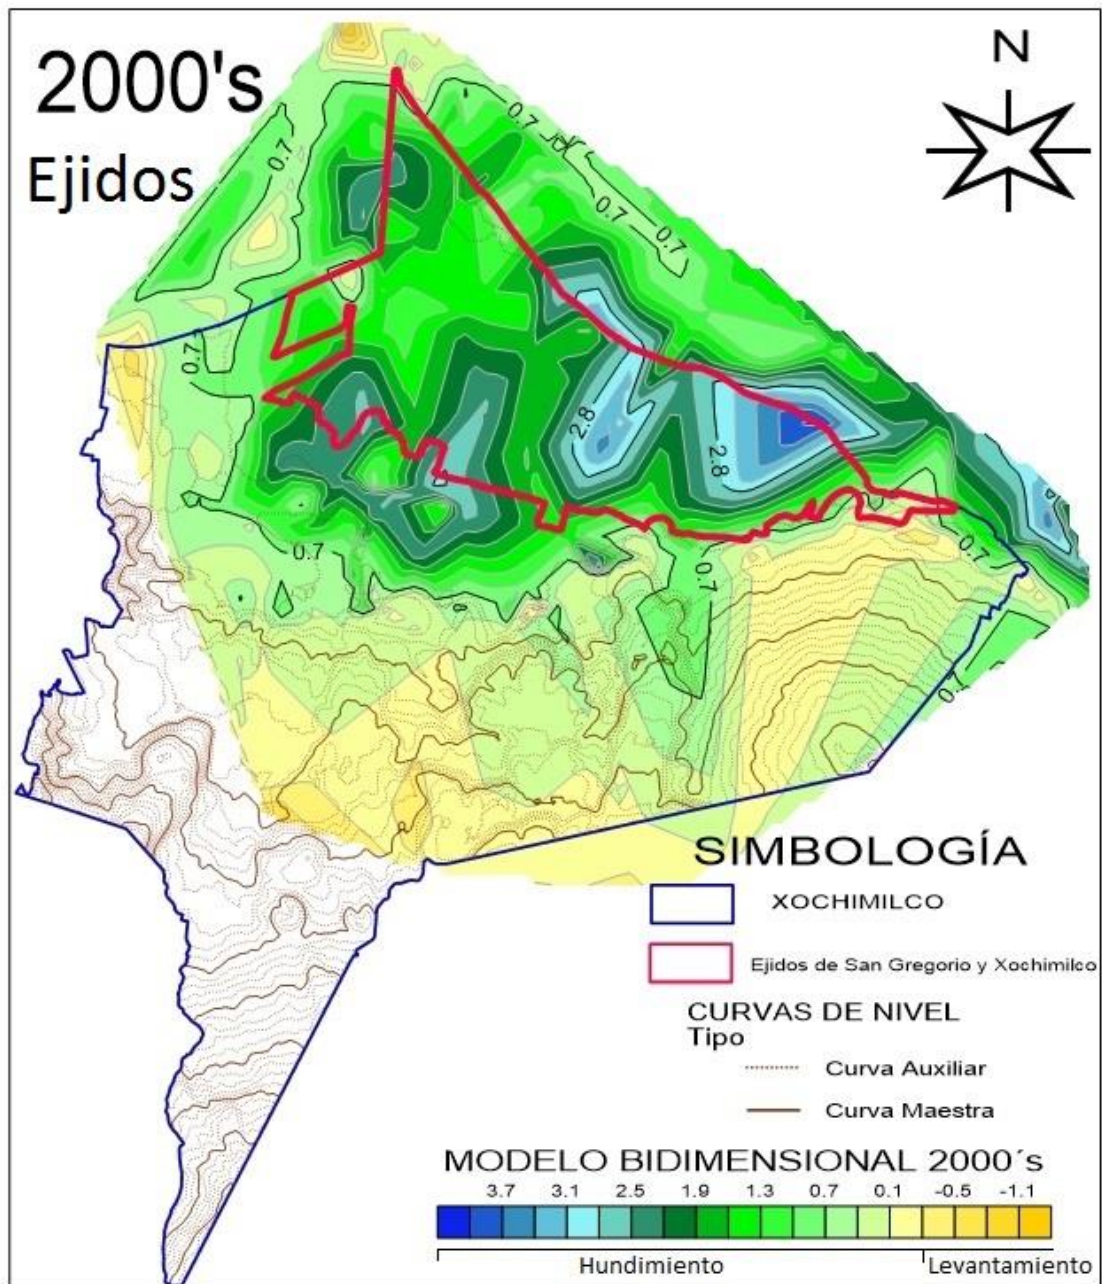 2000's
Ejidos
N
0.7
0.7
0.7
0.7
0.7
2.8
2.8
0.7
0.7
0.7
0.7
SIMBOLOGÍA
XOCHIMILCO
Ejidos de San Gregorio y Xochimilco
CURVAS DE NIVEL
Tipo
Curva Auxiliar
Curva Maestra
MODELO BIDIMENSIONAL 2000´s
3.7 3.1 2.5 1.9 1.3 0.7 0.1 -0.5 -1.1
Hundimiento Levantamiento